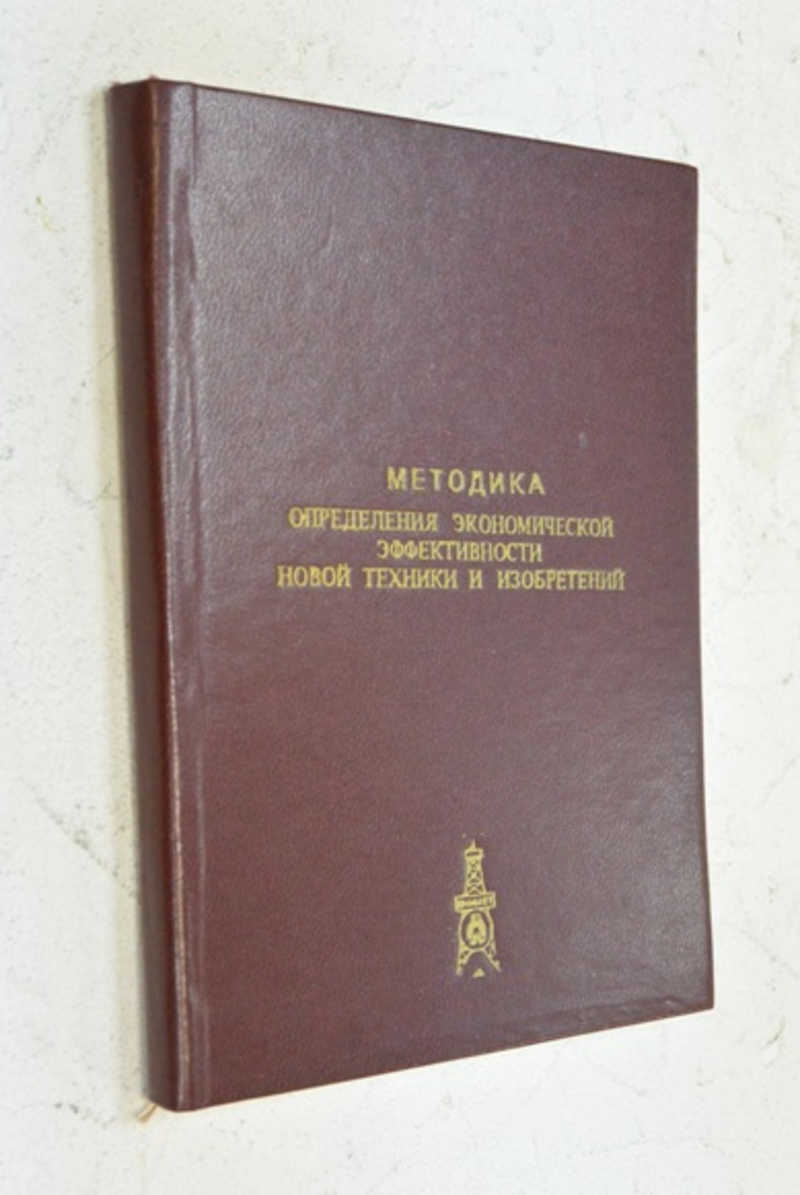 МЕТОДИКА
ОПРЕДЕЛЕНИЯ ЭКОНОМИЧЕСКОЙ
ЭФФЕКТИВНОСТИ
НОВОЙ ТЕХНИКИ И ИЗОБРЕТЕНИЙ